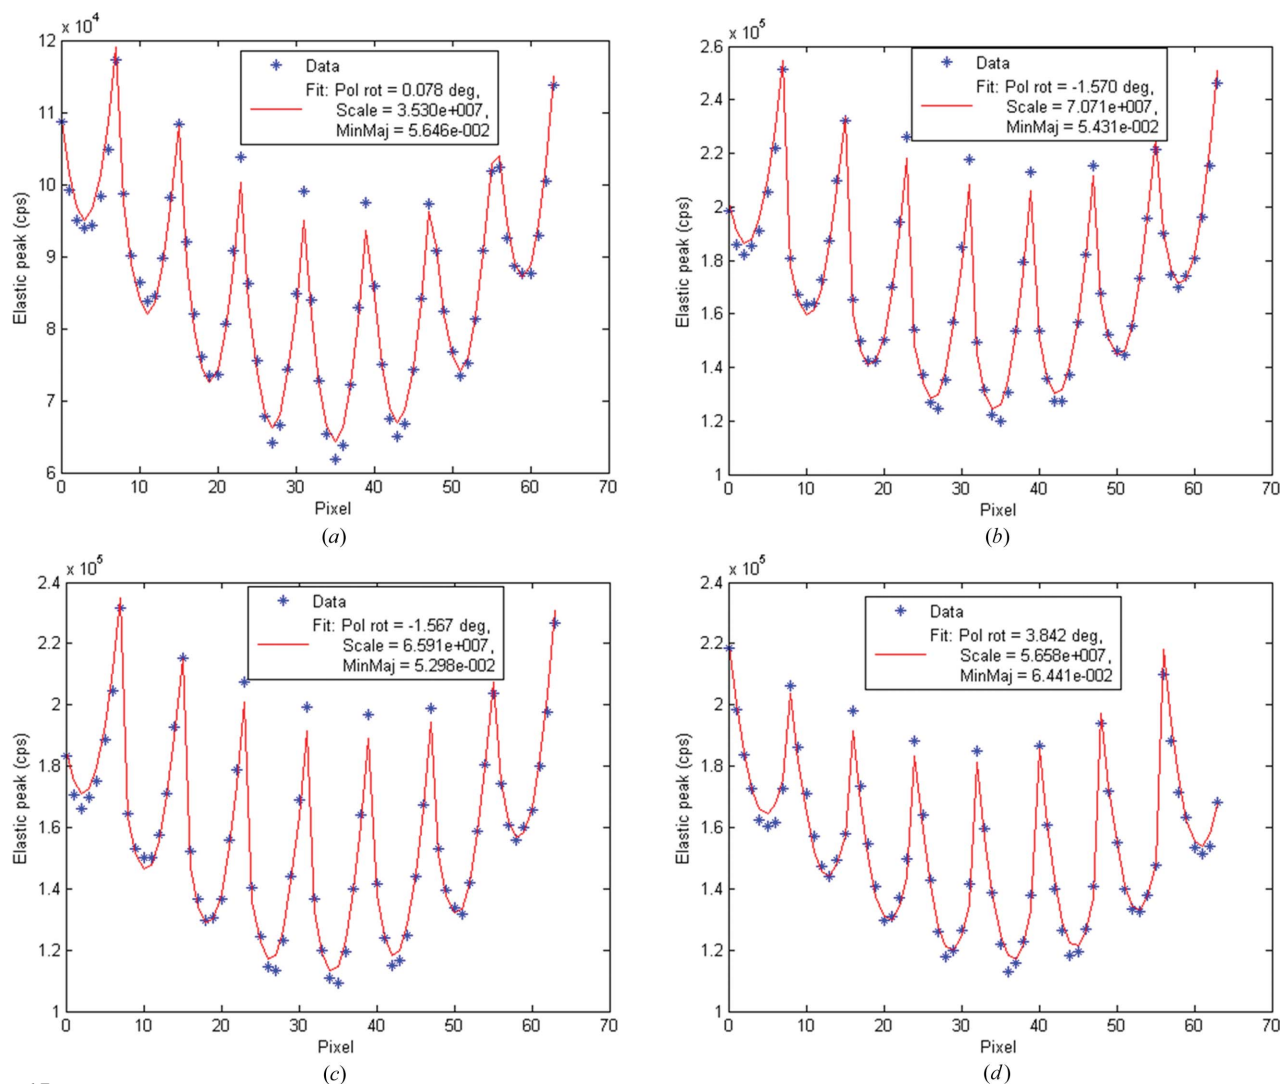 x 10⁴
12
11
10
9
8
7
6
0 10 20 30 40 50 60 70
Elastic peak (cps)
Pixel
Data
Fit: Pol rot = 0.078 deg,
Scale = 3.530e+007,
MinMaj = 5.646e-002
(a)
x 10⁵
2.6
2.4
2.2
2
1.8
1.6
1.4
1.2
1
0 10 20 30 40 50 60 70
Elastic peak (cps)
Pixel
Data
Fit: Pol rot = -1.570 deg,
Scale = 7.071e+007,
MinMaj = 5.431e-002
(b)
x 10⁵
2.4
2.2
2
1.8
1.6
1.4
1.2
1
0 10 20 30 40 50 60 70
Elastic peak (cps)
Pixel
Data
Fit: Pol rot = -1.567 deg,
Scale = 6.591e+007,
MinMaj = 5.298e-002
(c)
x 10⁵
2.4
2.2
2
1.8
1.6
1.4
1.2
1
0 10 20 30 40 50 60 70
Elastic peak (cps)
Pixel
Data
Fit: Pol rot = 3.842 deg,
Scale = 5.658e+007,
MinMaj = 6.441e-002
(d)